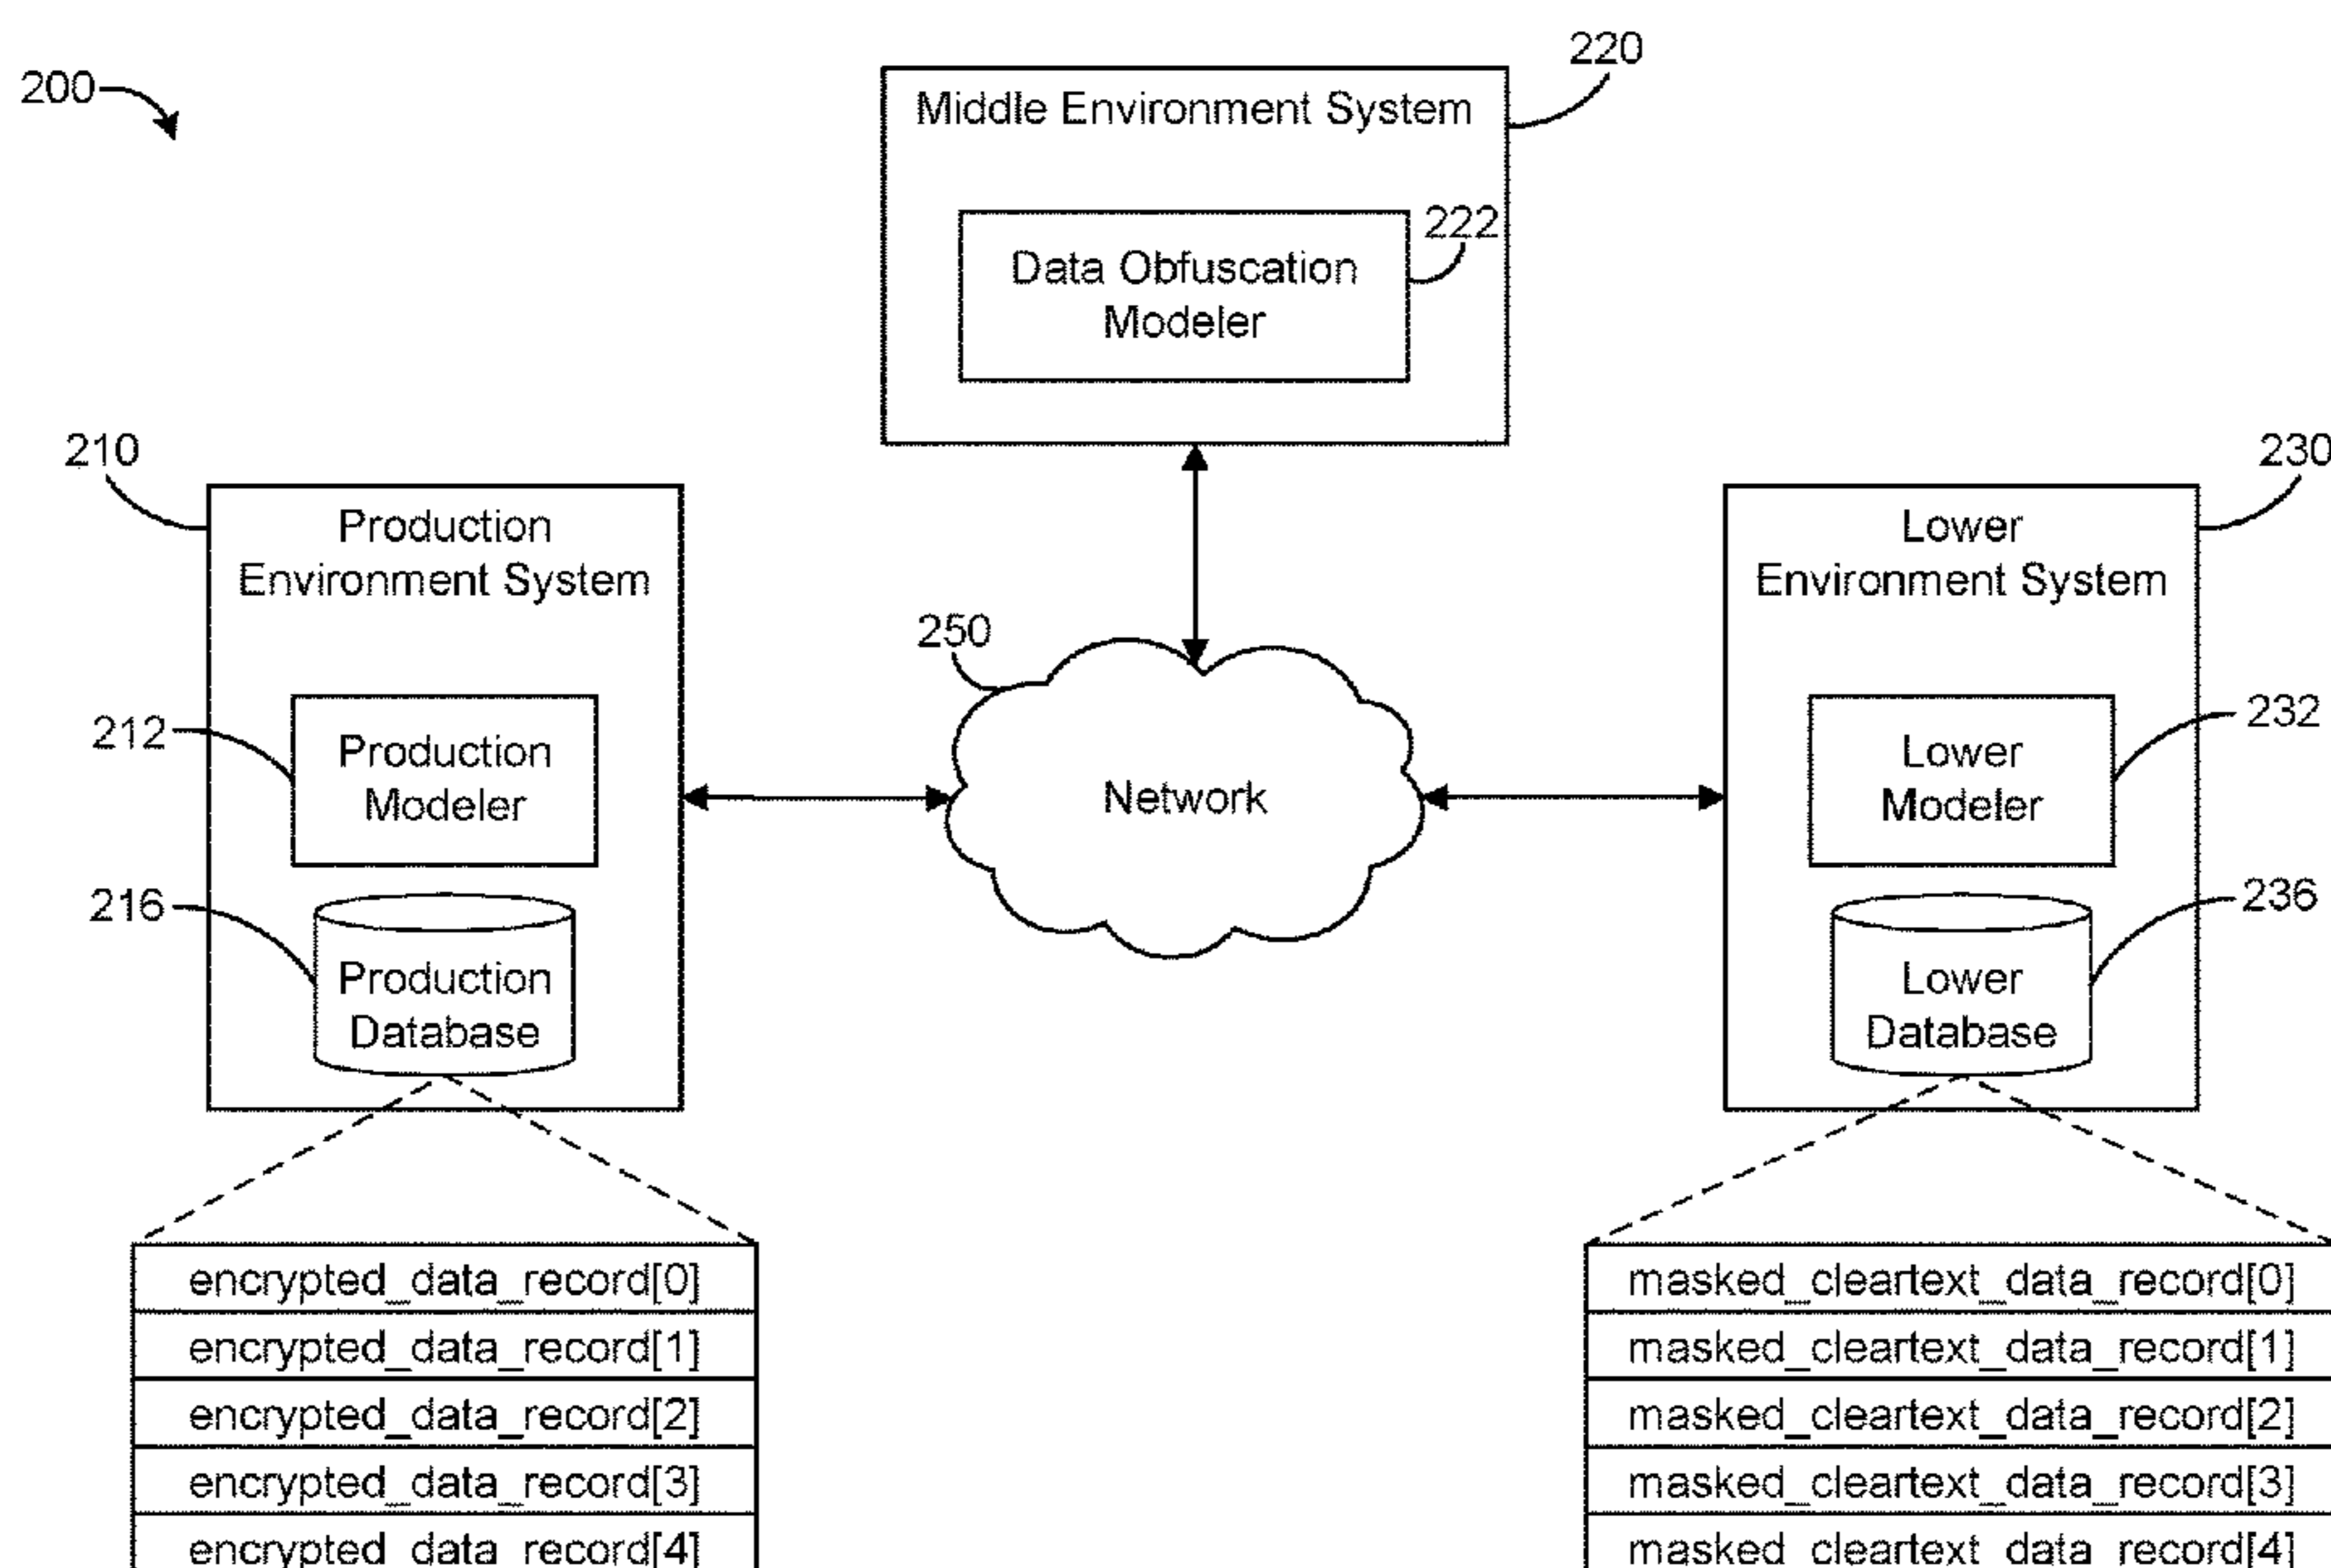 200
220
Middle Environment System
222
Data Obfuscation
Modeler
210
Production
Environment System
212
Production
Modeler
216
Production
Database
250
Network
230
Lower
Environment System
232
Lower
Modeler
236
Lower
Database
encrypted_data_record[0]
encrypted_data_record[1]
encrypted_data_record[2]
encrypted_data_record[3]
encrypted_data_record[4]
masked_cleartext_data_record[0]
masked_cleartext_data_record[1]
masked_cleartext_data_record[2]
masked_cleartext_data_record[3]
masked_cleartext_data_record[4]